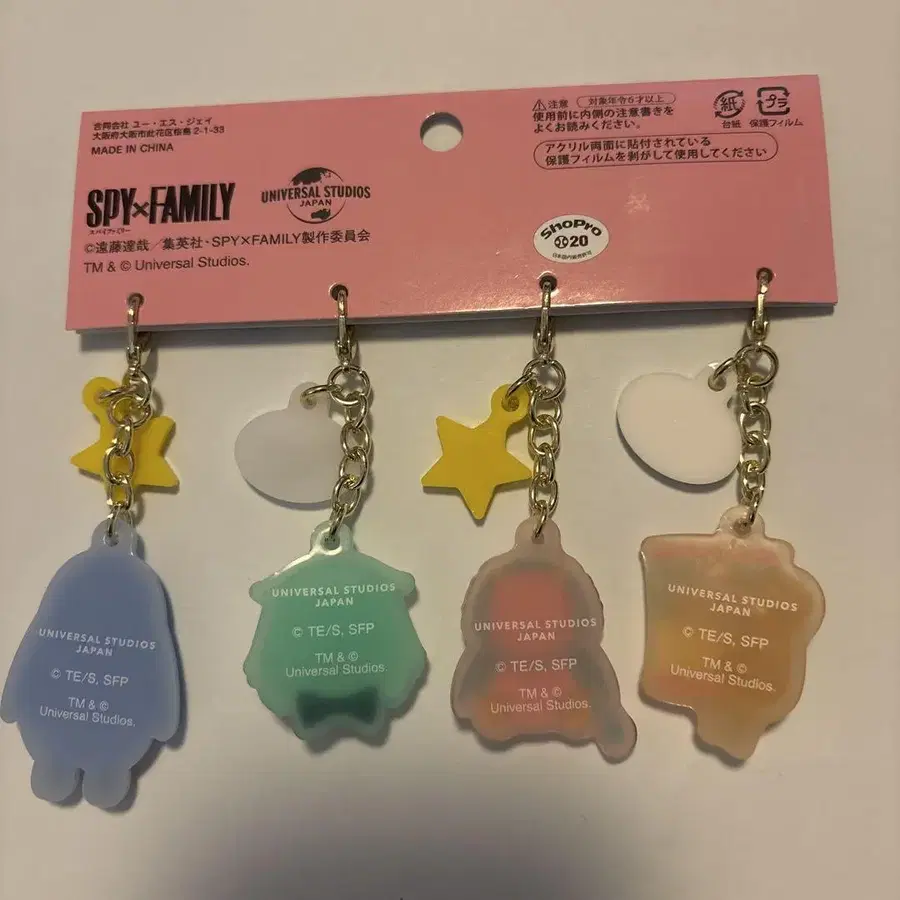 合同会社 ユー・エス・ジェイ
大阪府大阪市此花区桜島 2-1-33
MADE IN CHINA
SPY×FAMILY
スパイファミリー
UNIVERSAL STUDIOS
JAPAN
©遠藤達哉／集英社・SPY×FAMILY製作委員会
TM & © Universal Studios.
注意 対象年令6才以上
使用前に内側の注意書きを
よくお読みください。
アクリル両面に貼付されている
保護フィルムを剥がして使用してください
紙
台紙
プラ
保護フィルム
ShoPro
20
日本国内販売許可
UNIVERSAL STUDIOS
JAPAN
© TE/S, SFP
TM & ©
Universal Studios.
UNIVERSAL STUDIOS
JAPAN
© TE/S, SFP
TM & ©
Universal Studios.
UNIVERSAL STUDIOS
JAPAN
© TE/S, SFP
TM & ©
Universal Studios.
UNIVERSAL STUDIOS
JAPAN
© TE/S, SFP
TM & ©
Universal Studios.